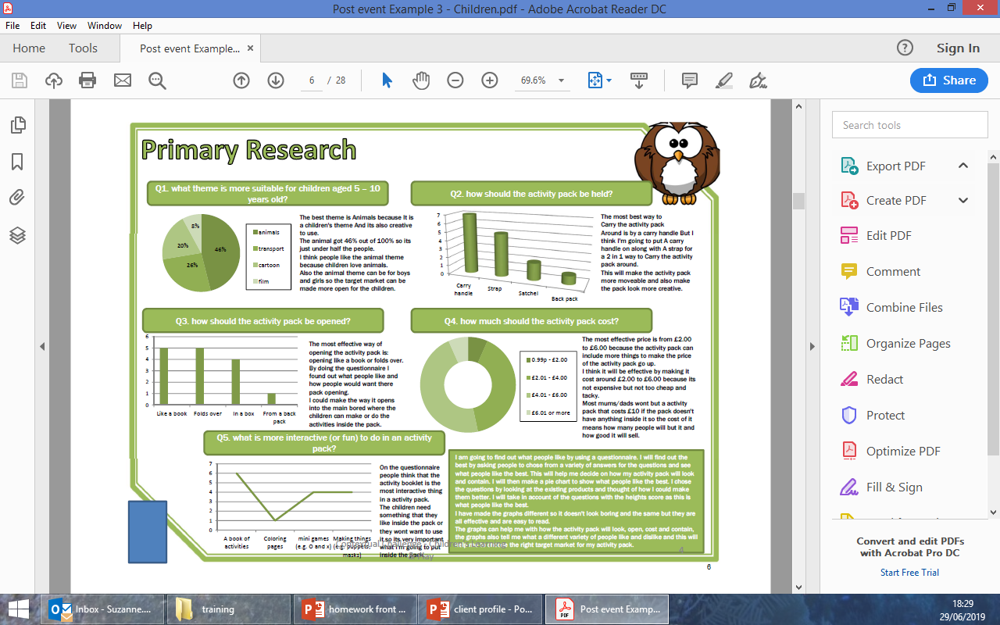 Post event Example 3 - Children.pdf - Adobe Acrobat Reader DC
File Edit View Window Help
Home Tools Post event Example... × Sign In
6 / 28 69.6% Share
Primary Research
Q1. what theme is more suitable for children aged 5 – 10
years old?
8%
20%
46%
26%
animals
transport
cartoon
film
The best theme is Animals because It is
a children's theme And its also creative
to use.
The animal got 46% out of 100% so its
just under half the people.
I think people like the animal theme
because children love animals.
Also the animal theme can be for boys
and girls so the target market can be
made more open for the children.
Q2. how should the activity pack be held?
7
6
5
4
3
2
1
0
Carry
handle
Strap
Satchel
Back pack
The most best way to
Carry the activity pack
Around is by a carry handle But I
think I'm going to put A carry
handle on along with A strap for
a 2 in 1 way to Carry the activity
pack around.
This will make the activity pack
more moveable and also make
the pack look more creative.
Q3. how should the activity pack be opened?
6
5
4
3
2
1
0
Like a book Folds over In a box From a back
pack
The most effective way of
opening the activity pack is:
opening like a book or folds over.
By doing the questionnaire I
found out what people like and
how people would want there
pack opening.
I could make the way it opens
into the main bored where the
children can make or do the
activities inside the pack.
Q4. how much should the activity pack cost?
0.99p - £2.00
£2.01 - £4.00
£4.01 - £6.00
£6.01 or more
The most effective price is from £2.00
to £6.00 because the activity pack can
include more things to make the price
of the activity pack go up.
I think it will be effective by making it
cost around £2.00 to £6.00 because its
not expensive but not too cheap and
tacky.
Most mums/dads wont but a activity
pack that costs £10 if the pack doesn't
have anything inside it so the cost of it
means how many people will but it and
how good it will sell.
Q5. what is more interactive (or fun) to do in an activity
pack?
7
6
5
4
3
2
1
0
A book of
activities
Coloring
pages
mini games
(e.g. O and x)
Making things
(e.g. puppets,
masks)
On the questionnaire
people think that the
activity booklet is the
most interactive thing
in a activity pack.
The children need
something that they
like inside the pack or
they wont want to use
it so its very important
what I'm going to put
inside the pack.
I am going to find out what people like by using a questionnaire. I will find out the
best by asking people to chose from a variety of answers for the questions and see
what people like the best. This will help me decide on how my activity pack will look
and contain. I will then make a pie chart to show what people like best. I chose
the questions by looking at the existing products and thought of how I could make
them better. I will take in account of the questions with the heights score as this is
what people like the best.
I have made the graphs different so it doesn't look boring and the same but they are
all effective and are easy to read.
The graphs can help me with how the activity pack will look, open, cost and contain,
the graphs also tell me what a different variety of people like and dislike and this will
the right target market for my activity pack.
Contextual Challenge - Children's Learning
4
6
Search tools
Export PDF
Create PDF
Edit PDF
Comment
Combine Files
Organize Pages
Redact
Protect
Optimize PDF
Fill & Sign
Convert and edit PDFs
with Acrobat Pro DC
Start Free Trial
Inbox - Suzanne.... training homework front ... client profile - Po... Post event Examp...
18:29
29/06/2019